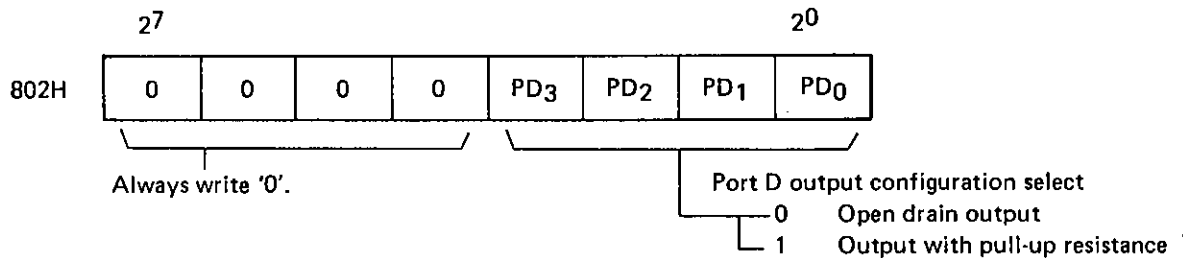 2⁷ 2⁰
802H 0 0 0 0 PD₃ PD₂ PD₁ PD₀
Always write '0'.
Port D output configuration select
0 Open drain output
1 Output with pull-up resistance